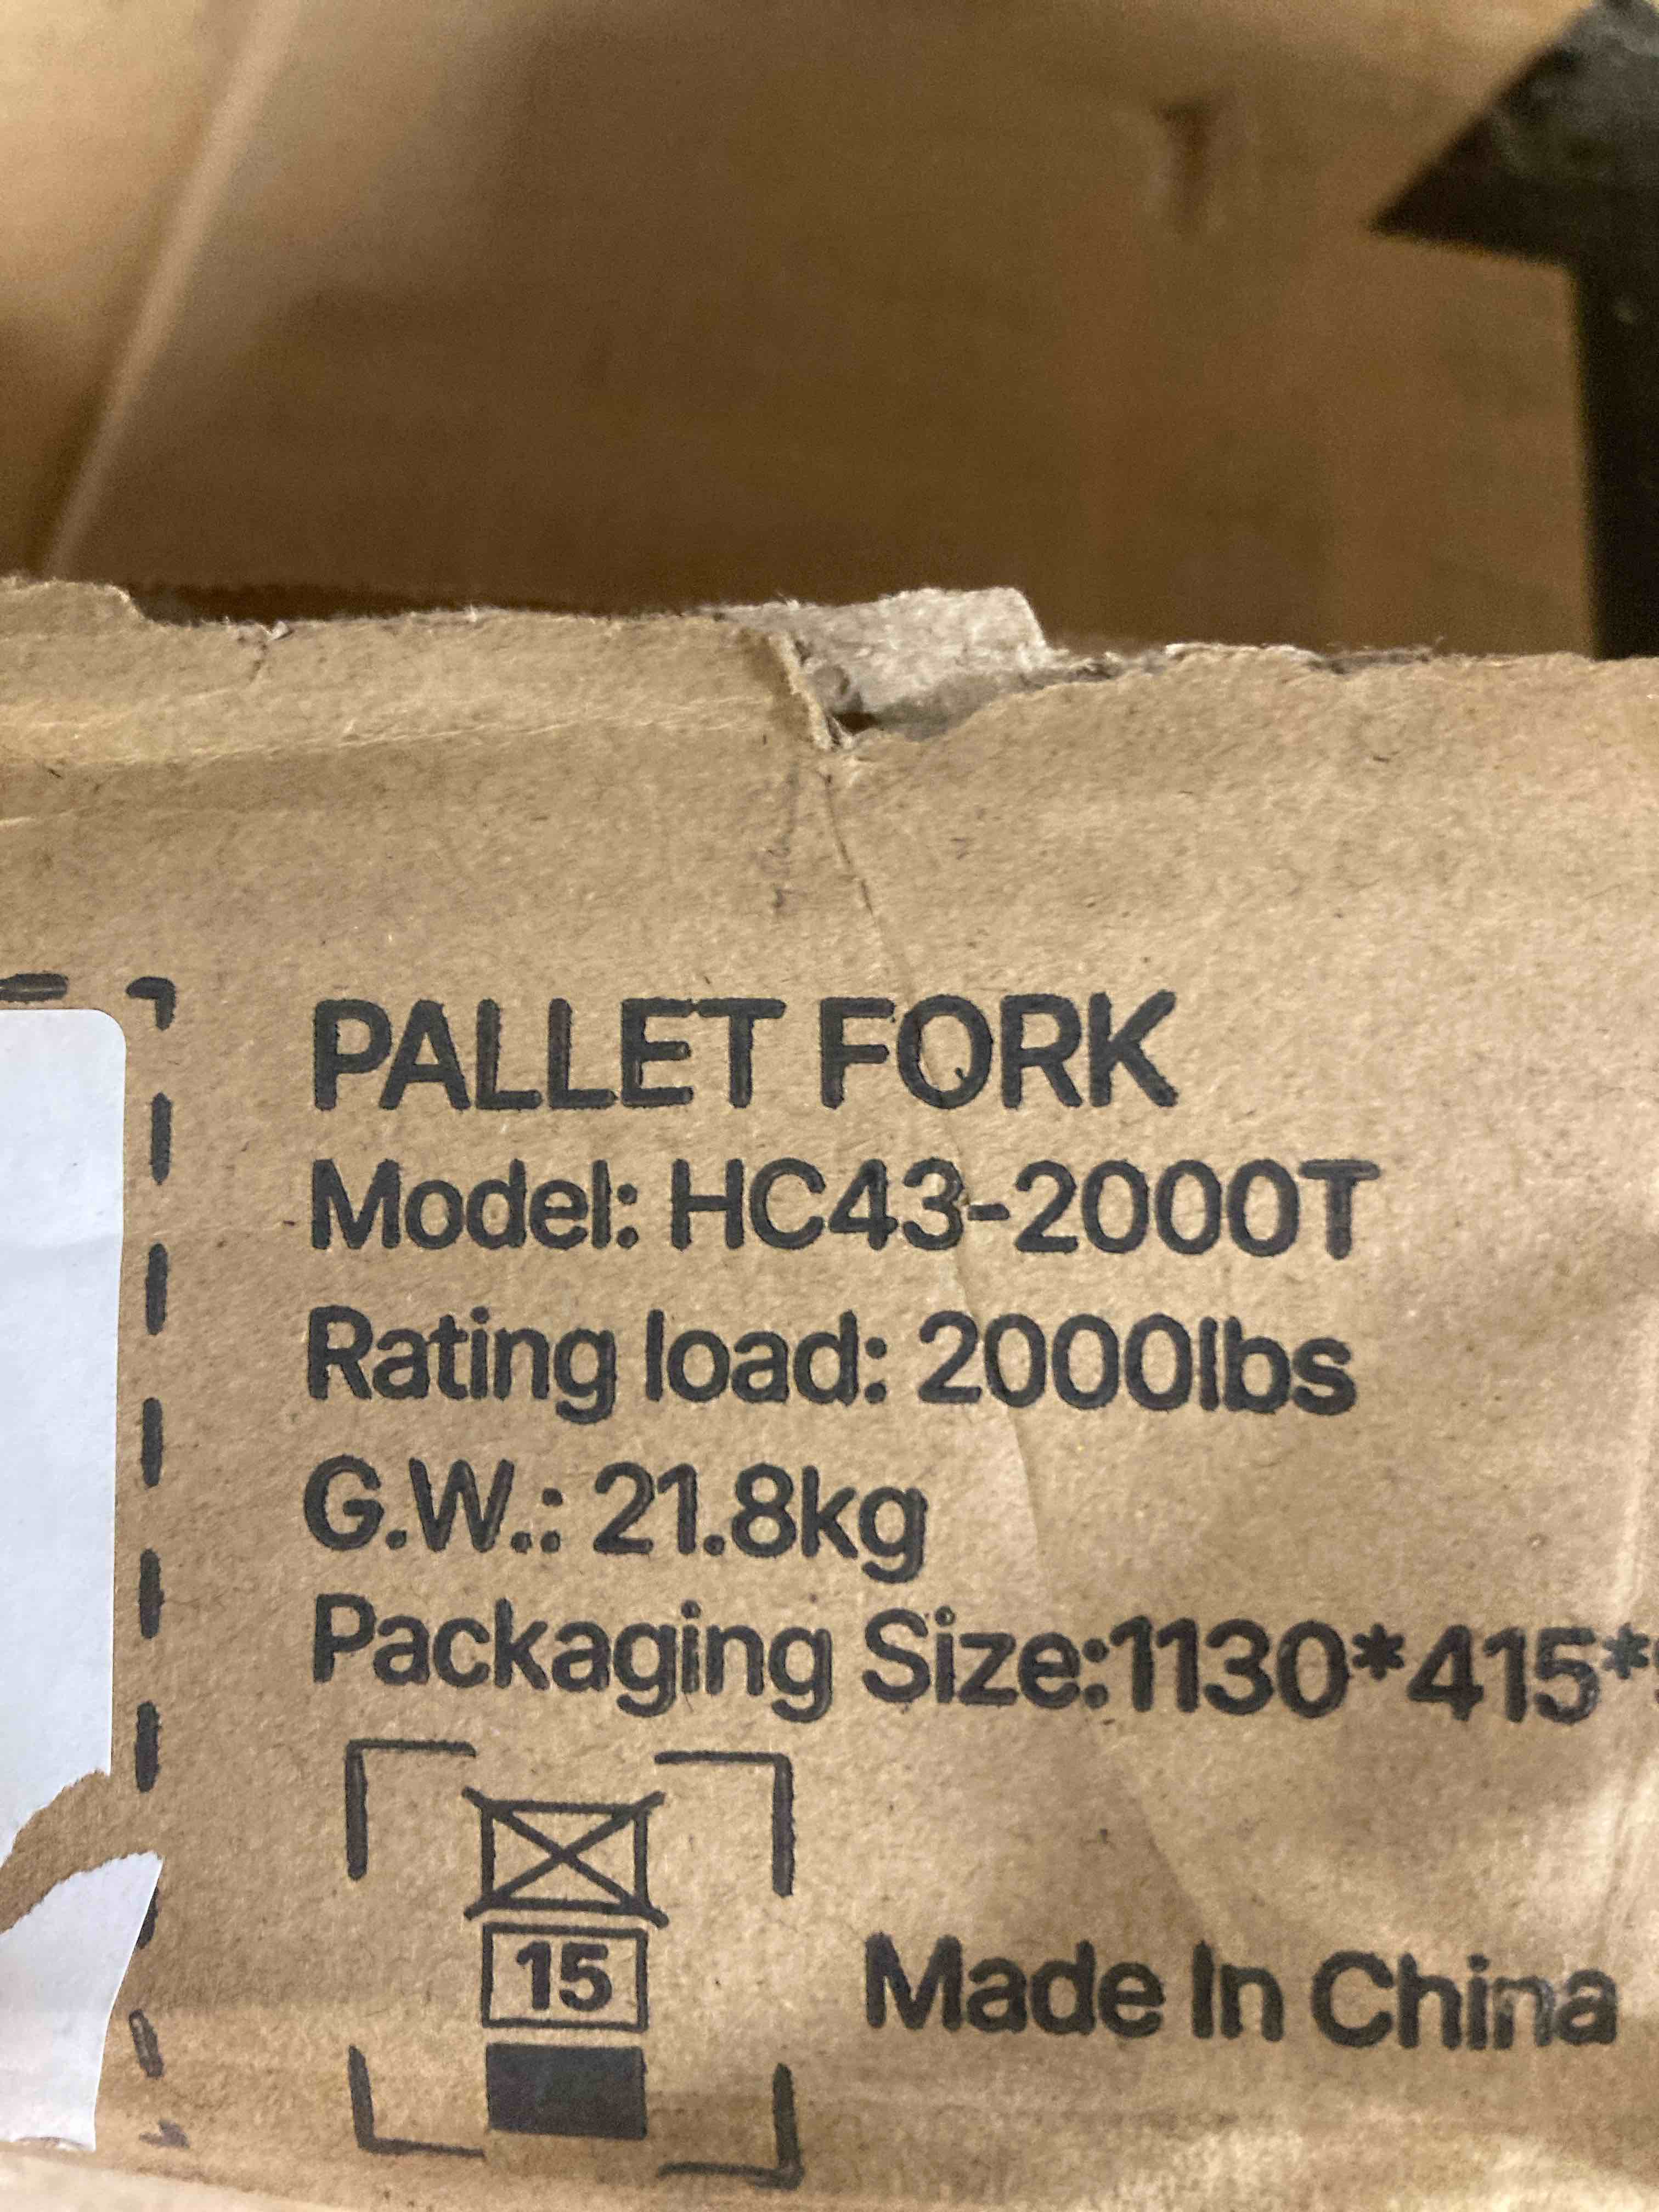 PALLET FORK
Model: HC43-2000T
Rating load: 2000lbs
G.W.: 21.8kg
Packaging Size:1130*415*
15
Made In China